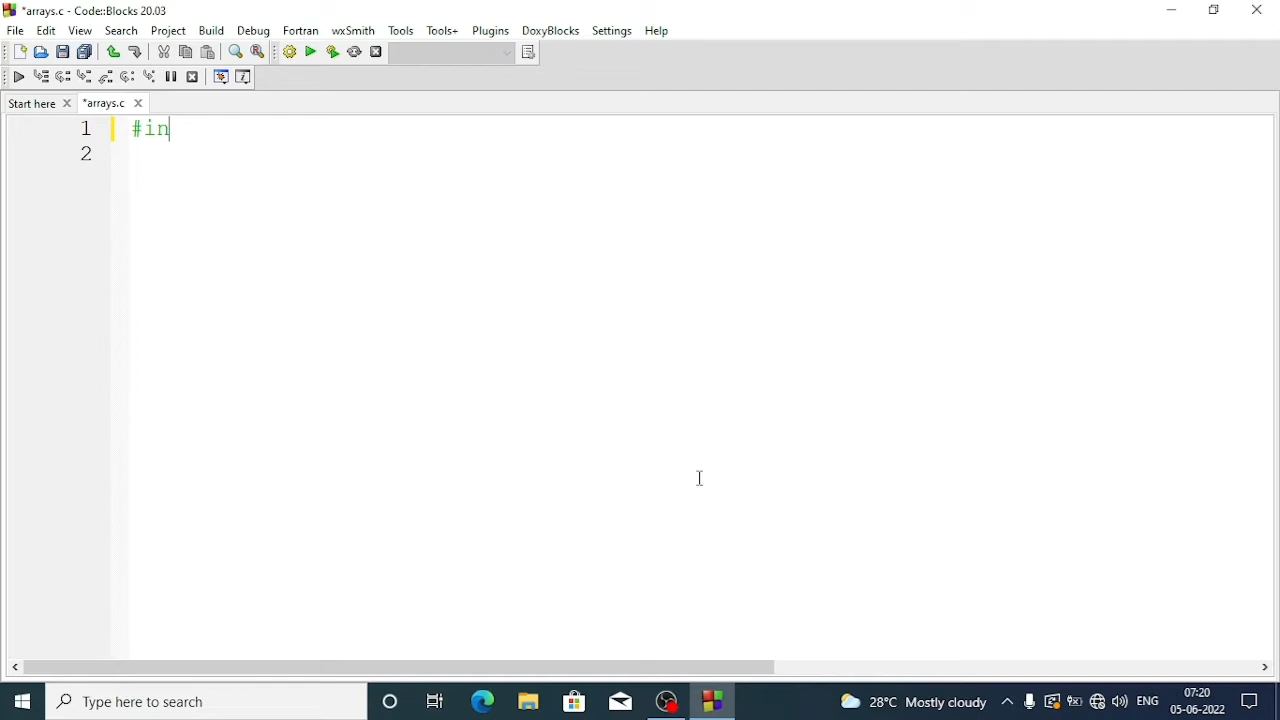 *arrays.c - Code::Blocks 20.03
File Edit View Search Project Build Debug Fortran wxSmith Tools Tools+ Plugins DoxyBlocks Settings Help
Start here *arrays.c
1 #in
2
Type here to search 28°C Mostly cloudy ENG 07:20
05-06-2022